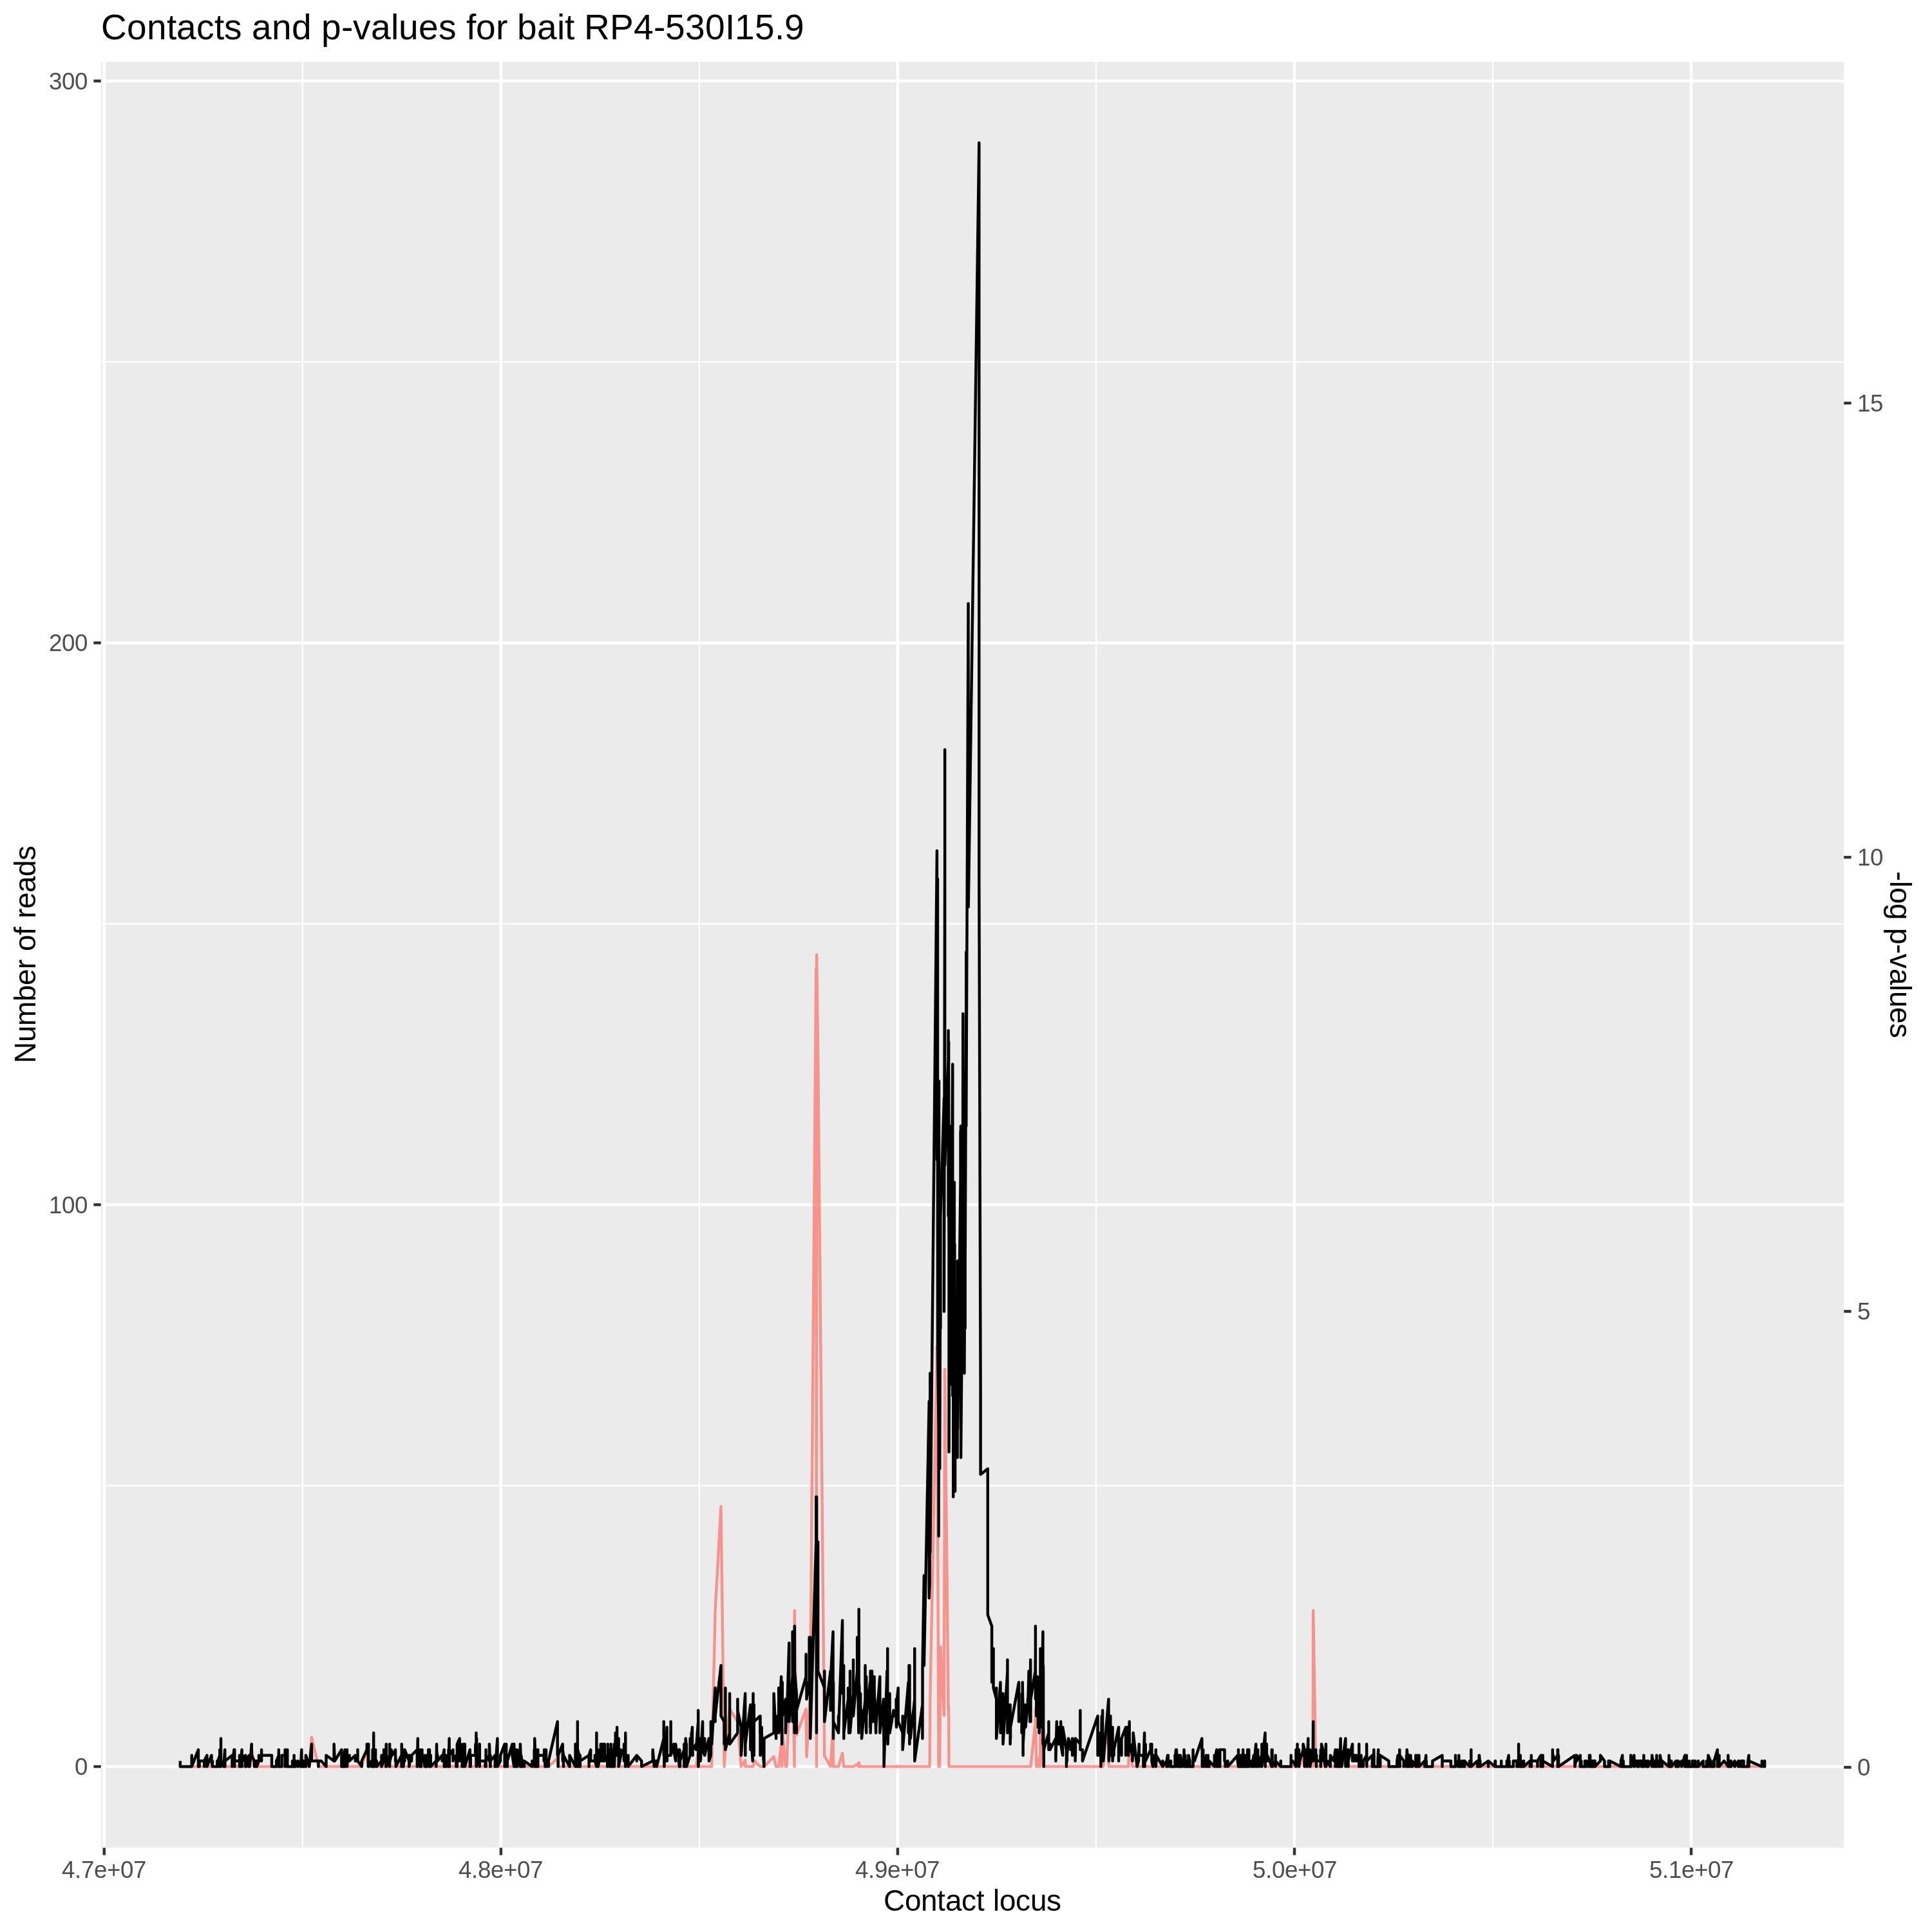 Contacts and p-values for bait RP4-530I15.9
300
200
100
0
Number of reads
15
10
5
0
-log p-values
4.7e+07
4.8e+07
4.9e+07
5.0e+07
5.1e+07
Contact locus